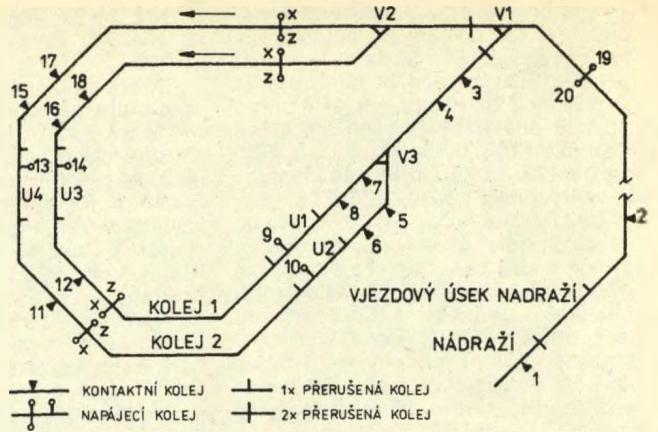 x
V2
V1
z
x
z
19
20
17
18
15
16
3
4
13
14
U4
U3
V3
7
8
5
6
2
U1
9
U2
10
12
z
x
11
z
x
KOLEJ 1
KOLEJ 2
VJEZDOVÝ ÚSEK NADRAŽÍ
NÁDRAŽÍ
1
KONTAKTNÍ KOLEJ
1x PŘERUŠENÁ KOLEJ
NAPÁJECÍ KOLEJ
2x PŘERUŠENÁ KOLEJ